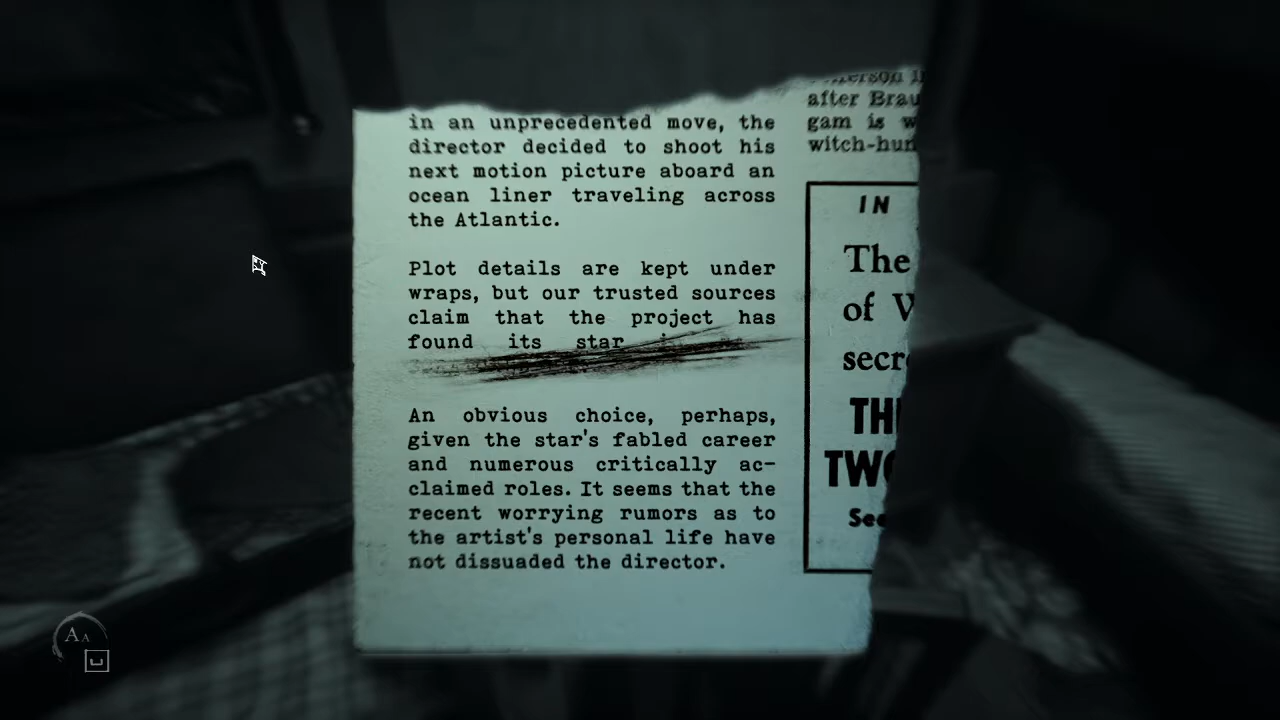 in an unprecedented move, the
director decided to shoot his
next motion picture aboard an
ocean liner traveling across
the Atlantic.
Plot details are kept under
wraps, but our trusted sources
claim that the project has
found its star
An obvious choice, perhaps,
given the star's fabled career
and numerous critically ac-
claimed roles. It seems that the
recent worrying rumors as to
the artist's personal life have
not dissuaded the director.
after Brau
gam is w
witch-hun
IN
The
of W
secre
TH
TWO
See
AA